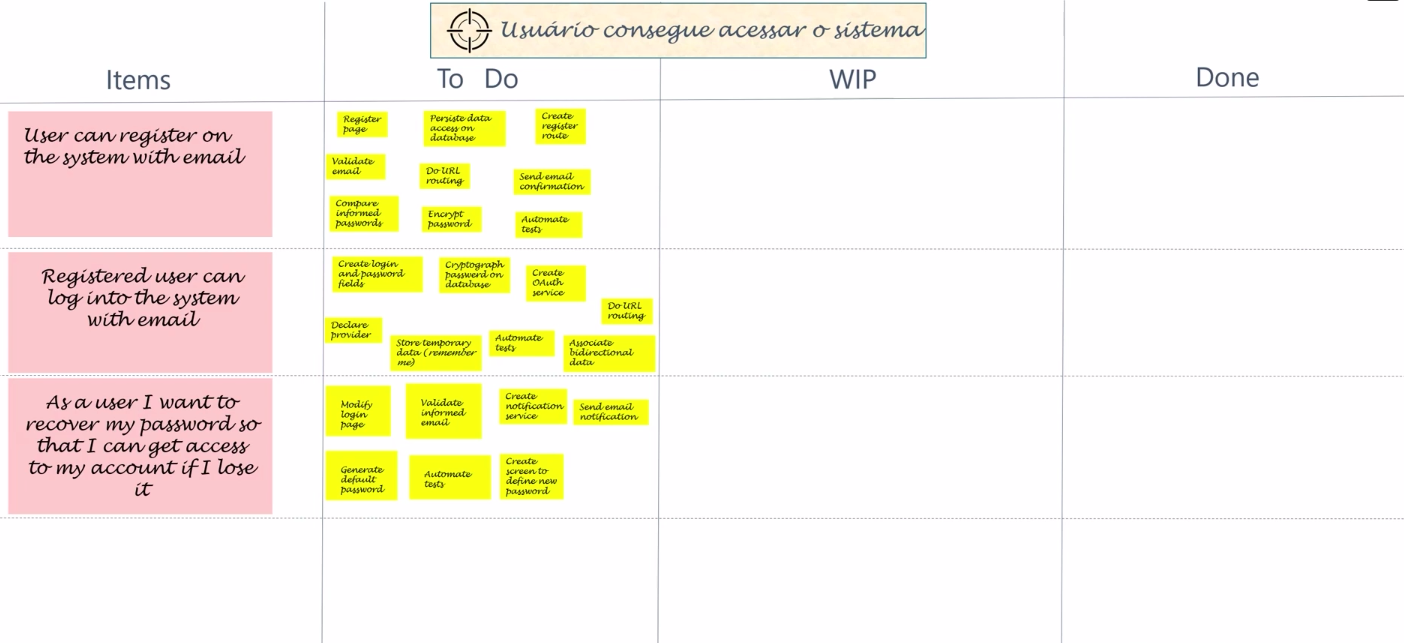 Usuário consegue acessar o sistema
Items
To Do
WIP
Done
User can register on
the system with email
Register
page
Persiste data
access on
database
Create
register
route
Validate
email
Do URL
routing
Send email
confirmation
Compare
informed
passwords
Encrypt
password
Automate
tests
Registered user can
log into the system
with email
Create login
and password
fields
Cryptograph
password on
database
Create
OAuth
service
Do URL
routing
Declare
provider
Store temporary
data (remember
me)
Automate
tests
Associate
bidirectional
data
As a user I want to
recover my password so
that I can get access
to my account if I lose
it
Modify
login
page
Validate
informed
email
Create
notification
service
Send email
notification
Generate
default
password
Automate
tests
Create
screen to
define new
password